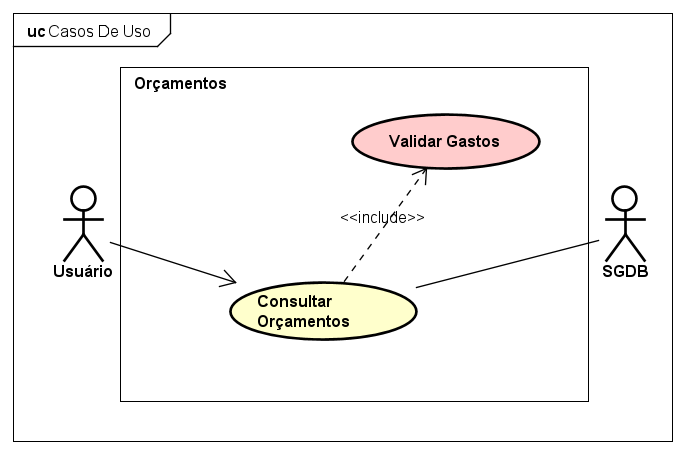 uc Casos De Uso
Orçamentos
Validar Gastos
<<include>>
Usuário
SGDB
Consultar
Orçamentos